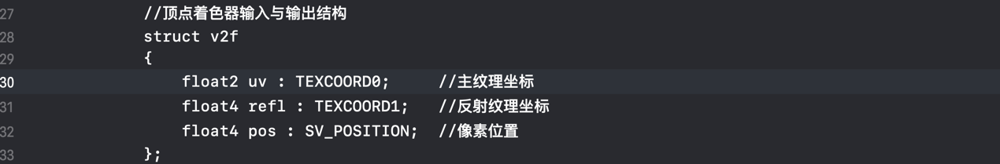 27 //顶点着色器输入与输出结构
28 struct v2f
29 {
30 float2 uv : TEXCOORD0; //主纹理坐标
31 float4 refl : TEXCOORD1; //反射纹理坐标
32 float4 pos : SV_POSITION; //像素位置
33 };